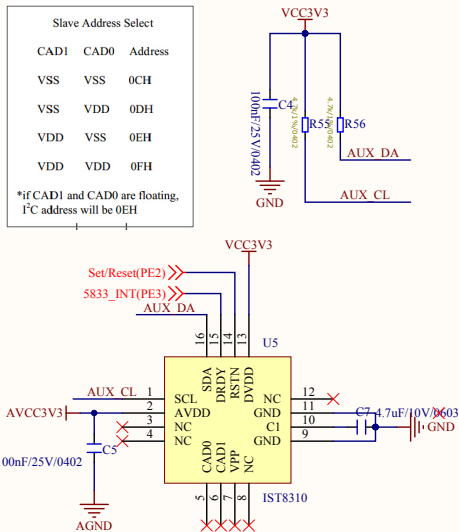 Slave Address Select
CAD1 CAD0 Address
VSS VSS 0CH
VSS VDD 0DH
VDD VSS 0EH
VDD VDD 0FH
*if CAD1 and CAD0 are floating,
I²C address will be 0EH
VCC3V3
100nF/25V/0402
C4
4.7k/1%/0402
R55
4.7k/1%/0402
R56
AUX_DA
AUX_CL
GND
VCC3V3
Set/Reset(PE2)
5833_INT(PE3)
AUX_DA
U5
16 15 14 13
SDA DRDY RSTN DVDD
AUX_CL 1 SCL NC 12
AVCC3V3 2 AVDD GND 11
3 NC C1 10 C7 4.7uF/10V/0603
4 NC GND 9 GND
C5
00nF/25V/0402
CAD0 CAD1 VPP NC
5 6 7 8
IST8310
AGND